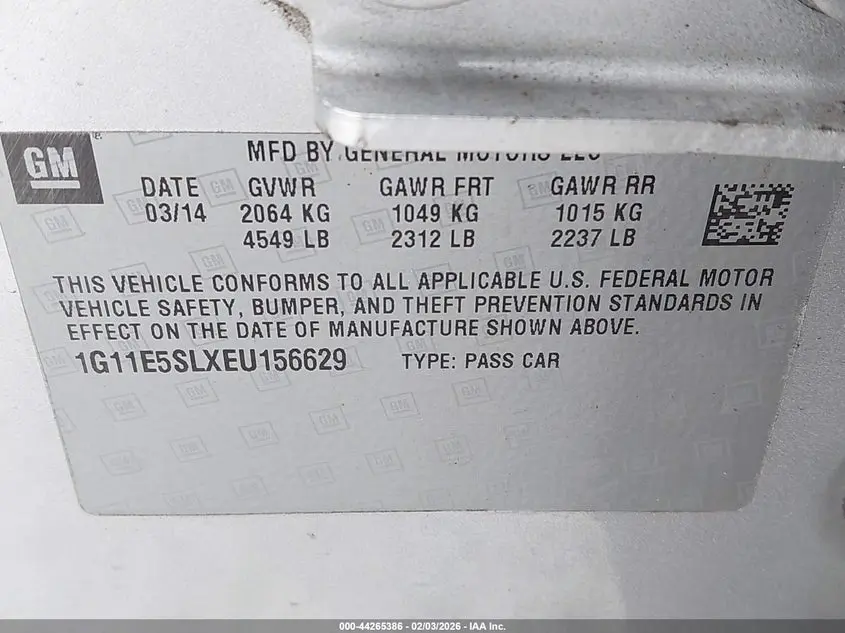 GM
MFD BY GENERAL MOTORS LLC
DATE GVWR GAWR FRT GAWR RR
03/14 2064 KG 1049 KG 1015 KG
4549 LB 2312 LB 2237 LB
THIS VEHICLE CONFORMS TO ALL APPLICABLE U.S. FEDERAL MOTOR
VEHICLE SAFETY, BUMPER, AND THEFT PREVENTION STANDARDS IN
EFFECT ON THE DATE OF MANUFACTURE SHOWN ABOVE.
1G11E5SLXEU156629 TYPE: PASS CAR
000-44265386 - 02/03/2026 - IAA Inc.